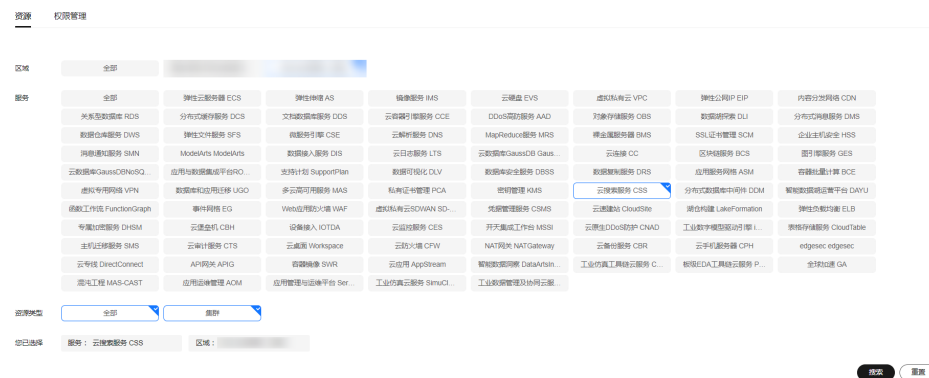 资源 权限管理
区域 全部
服务 全部 弹性云服务器 ECS 弹性伸缩 AS 镜像服务 IMS 云硬盘 EVS 虚拟私有云 VPC 弹性公网IP EIP 内容分发网络 CDN
关系型数据库 RDS 分布式缓存服务 DCS 文档数据库服务 DDS 云容器引擎服务 CCE DDoS高防服务 AAD 对象存储服务 OBS 数据湖探索 DLI 分布式消息服务 DMS
数据仓库服务 DWS 弹性文件服务 SFS 微服务引擎 CSE 云解析服务 DNS MapReduce服务 MRS 裸金属服务器 BMS SSL证书管理 SCM 企业主机安全 HSS
消息通知服务 SMN ModelArts ModelArts 数据接入服务 DIS 云日志服务 LTS 云数据库GaussDB Gaus... 云连接 CC 区块链服务 BCS 图引擎服务 GES
云数据库GaussDBNoSQ... 应用与数据集成平台RO... 支持计划 SupportPlan 数据可视化 DLV 数据库安全服务 DBSS 数据复制服务 DRS 应用服务网格 ASM 容器批量计算 BCE
虚拟专用网络 VPN 数据库和应用迁移 UGO 多云高可用服务 MAS 私有证书管理 PCA 密钥管理 KMS 云搜索服务 CSS 分布式数据库中间件 DDM 智能数据湖运营平台 DAYU
函数工作流 FunctionGraph 事件网格 EG Web应用防火墙 WAF 虚拟私有云SDWAN SD-... 凭据管理服务 CSMS 云速建站 CloudSite 湖仓构建 LakeFormation 弹性负载均衡 ELB
专属加密服务 DHSM 云堡垒机 CBH 设备接入 IOTDA 云监控服务 CES 开天集成工作台 MSSI 云原生DDoS防护 CNAD 工业数字模型驱动引擎 i... 表格存储服务 CloudTable
主机迁移服务 SMS 云审计服务 CTS 云桌面 Workspace 云防火墙 CFW NAT网关 NATGateway 云备份服务 CBR 云手机服务器 CPH edgesec edgesec
云专线 DirectConnect API网关 APIG 容器镜像 SWR 云应用 AppStream 智能数据洞察 DataArtsIn... 工业仿真工具链云服务 C... 板级EDA工具链云服务 P... 全球加速 GA
混沌工程 MAS-CAST 应用运维管理 AOM 应用管理与运维平台 Ser... 工业仿真云服务 SimuCl... 工业数据管理及协同云服...
资源类型 全部 集群
您已选择 服务： 云搜索服务 CSS 区域：
搜索 重置